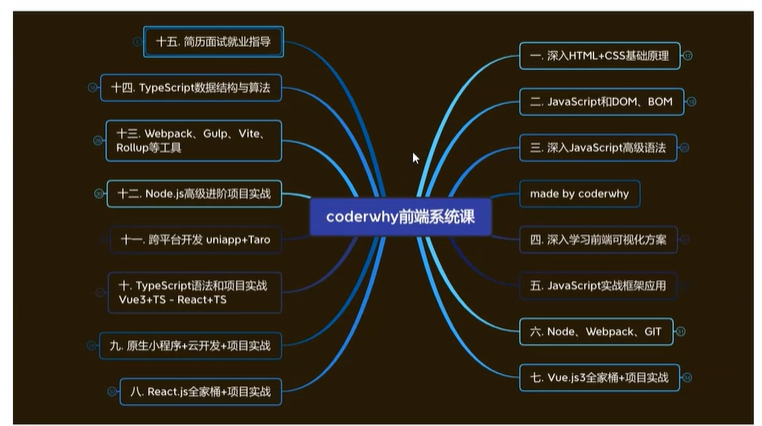 coderwhy前端系统课
一. 深入HTML+CSS基础原理
二. JavaScript和DOM、BOM
三. 深入JavaScript高级语法
made by coderwhy
四. 深入学习前端可视化方案
五. JavaScript实战框架应用
六. Node、Webpack、GIT
七. Vue.js3全家桶+项目实战
八. React.js全家桶+项目实战
九. 原生小程序+云开发+项目实战
十. TypeScript语法和项目实战
Vue3+TS - React+TS
十一. 跨平台开发 uniapp+Taro
十二. Node.js高级进阶项目实战
十三. Webpack、Gulp、Vite、
Rollup等工具
十四. TypeScript数据结构与算法
十五. 简历面试就业指导